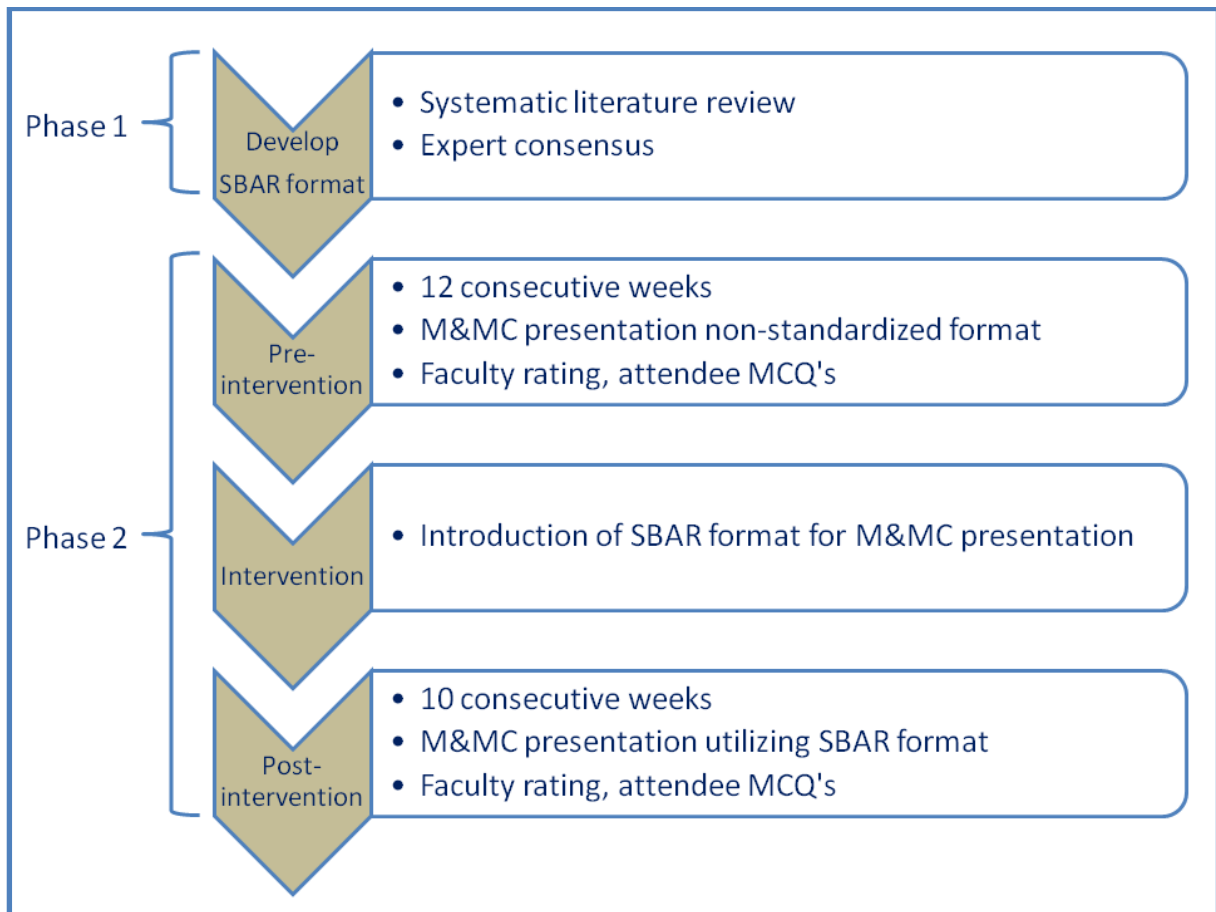 Phase 1
Develop
SBAR format
• Systematic literature review
• Expert consensus
Phase 2
Pre-
intervention
• 12 consecutive weeks
• M&MC presentation non-standardized format
• Faculty rating, attendee MCQ's
Intervention
• Introduction of SBAR format for M&MC presentation
Post-
intervention
• 10 consecutive weeks
• M&MC presentation utilizing SBAR format
• Faculty rating, attendee MCQ's